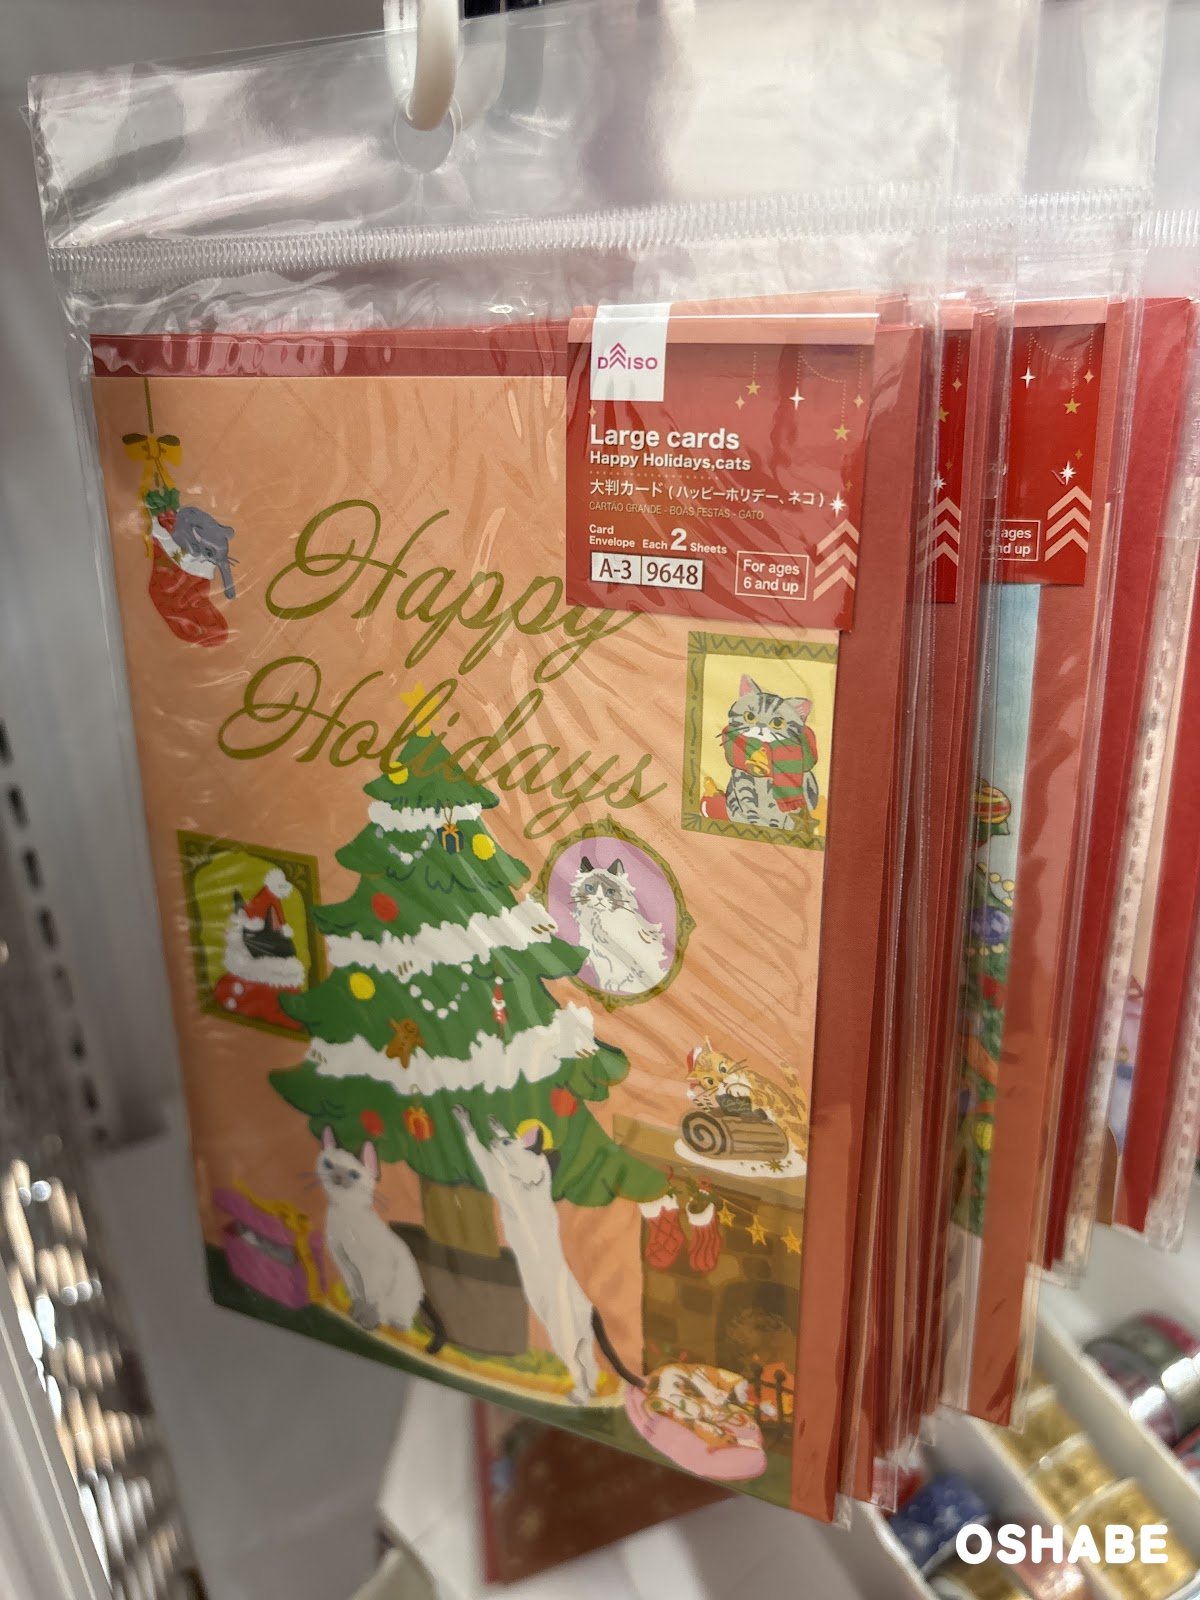 DAISO
Large cards
Happy Holidays,cats
大判カード(ハッピーホリデー、ネコ)
CARTAO GRANDE - BOAS FESTAS - GATO
Card
Envelope Each 2 Sheets
A-3 9648
For ages
6 and up
ages
and up
Happy
Holidays
OSHABE